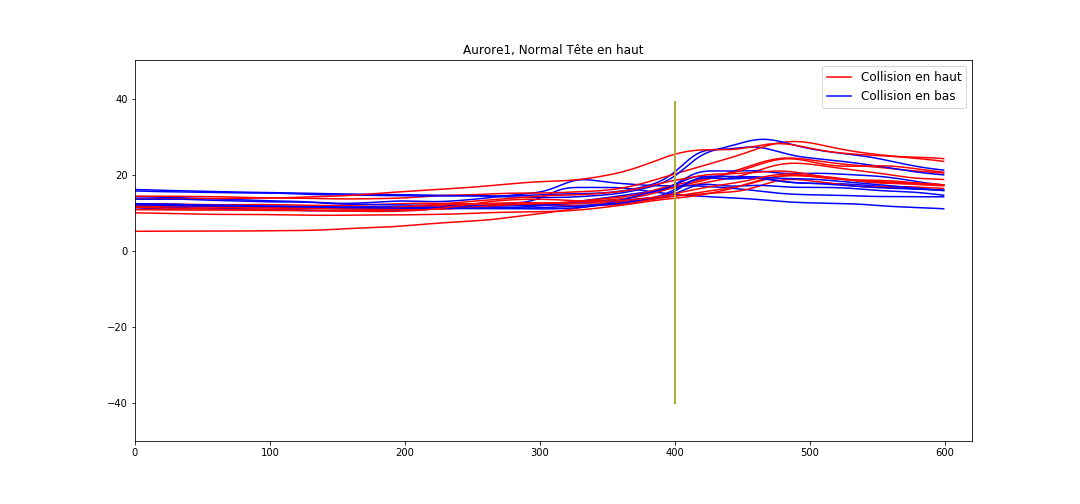 Aurore1, Normal Tête en haut
Collision en haut
Collision en bas
40
20
0
−20
−40
0 100 200 300 400 500 600